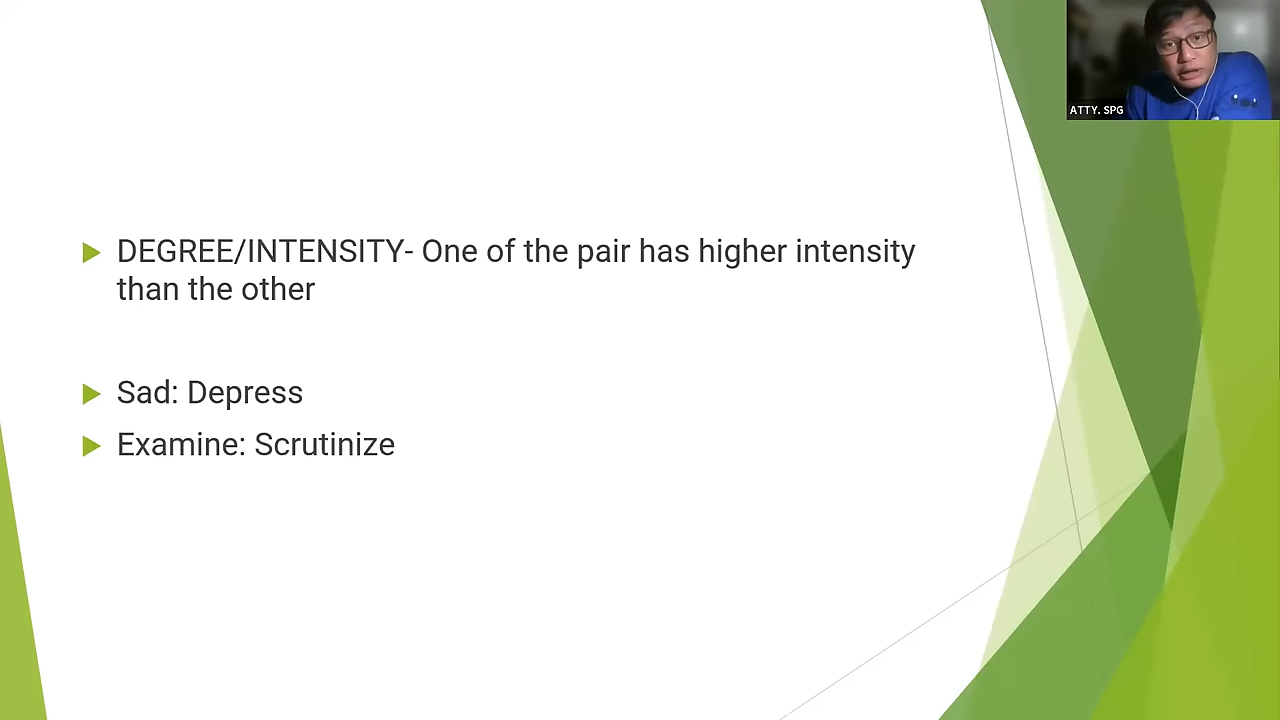 ATTY. SPG
DEGREE/INTENSITY- One of the pair has higher intensity
than the other
Sad: Depress
Examine: Scrutinize